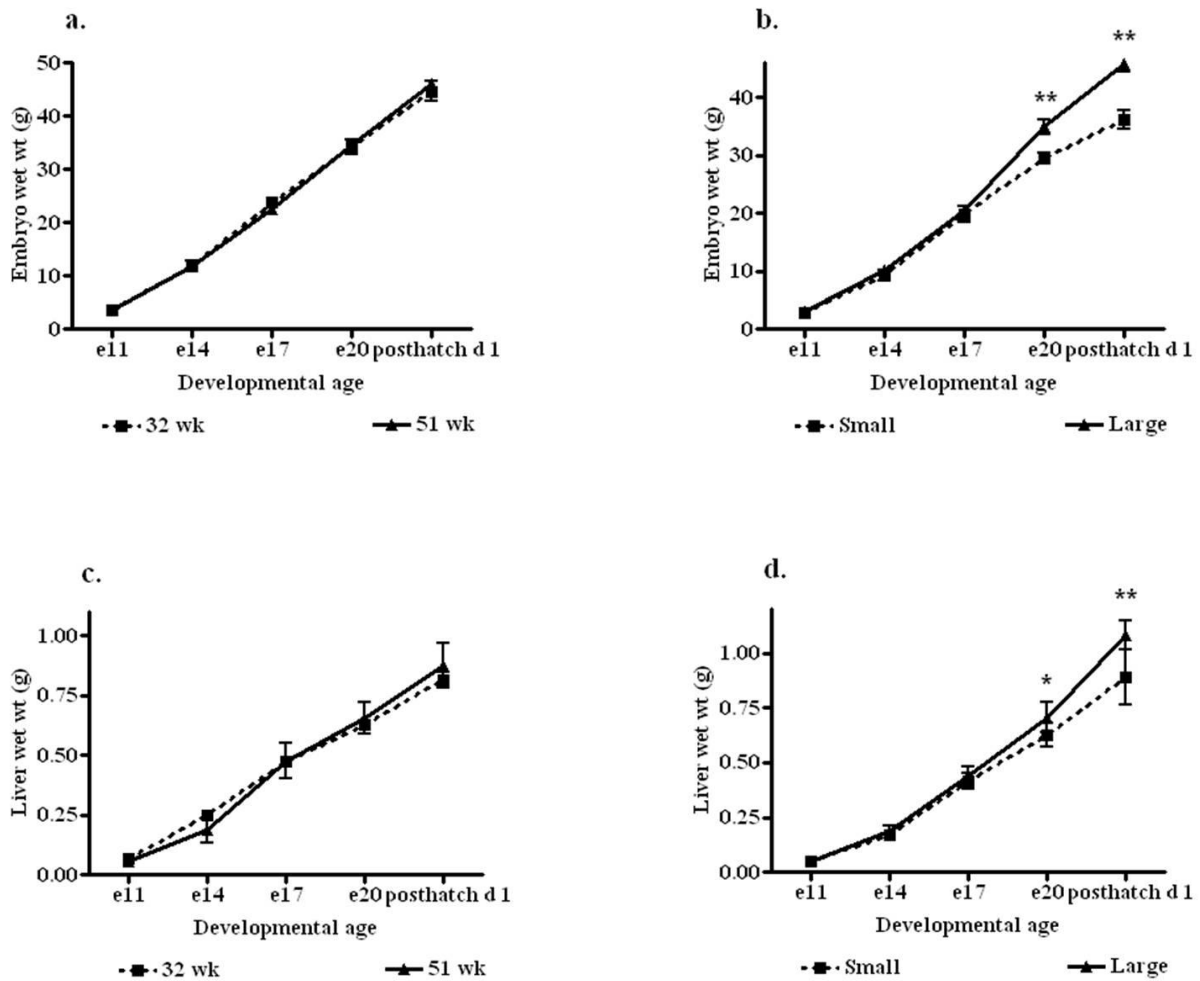 a.
Embryo wet wt (g)
50
40
30
20
10
0
e11 e14 e17 e20 posthatch d 1
Developmental age
32 wk 51 wk
b.
Embryo wet wt (g)
40
30
20
10
0
**
**
e11 e14 e17 e20 posthatch d 1
Developmental age
Small Large
c.
Liver wet wt (g)
1.00
0.75
0.50
0.25
0.00
e11 e14 e17 e20 posthatch d 1
Developmental age
32 wk 51 wk
d.
Liver wet wt (g)
1.00
0.75
0.50
0.25
0.00
*
**
e11 e14 e17 e20 posthatch d 1
Developmental age
Small Large